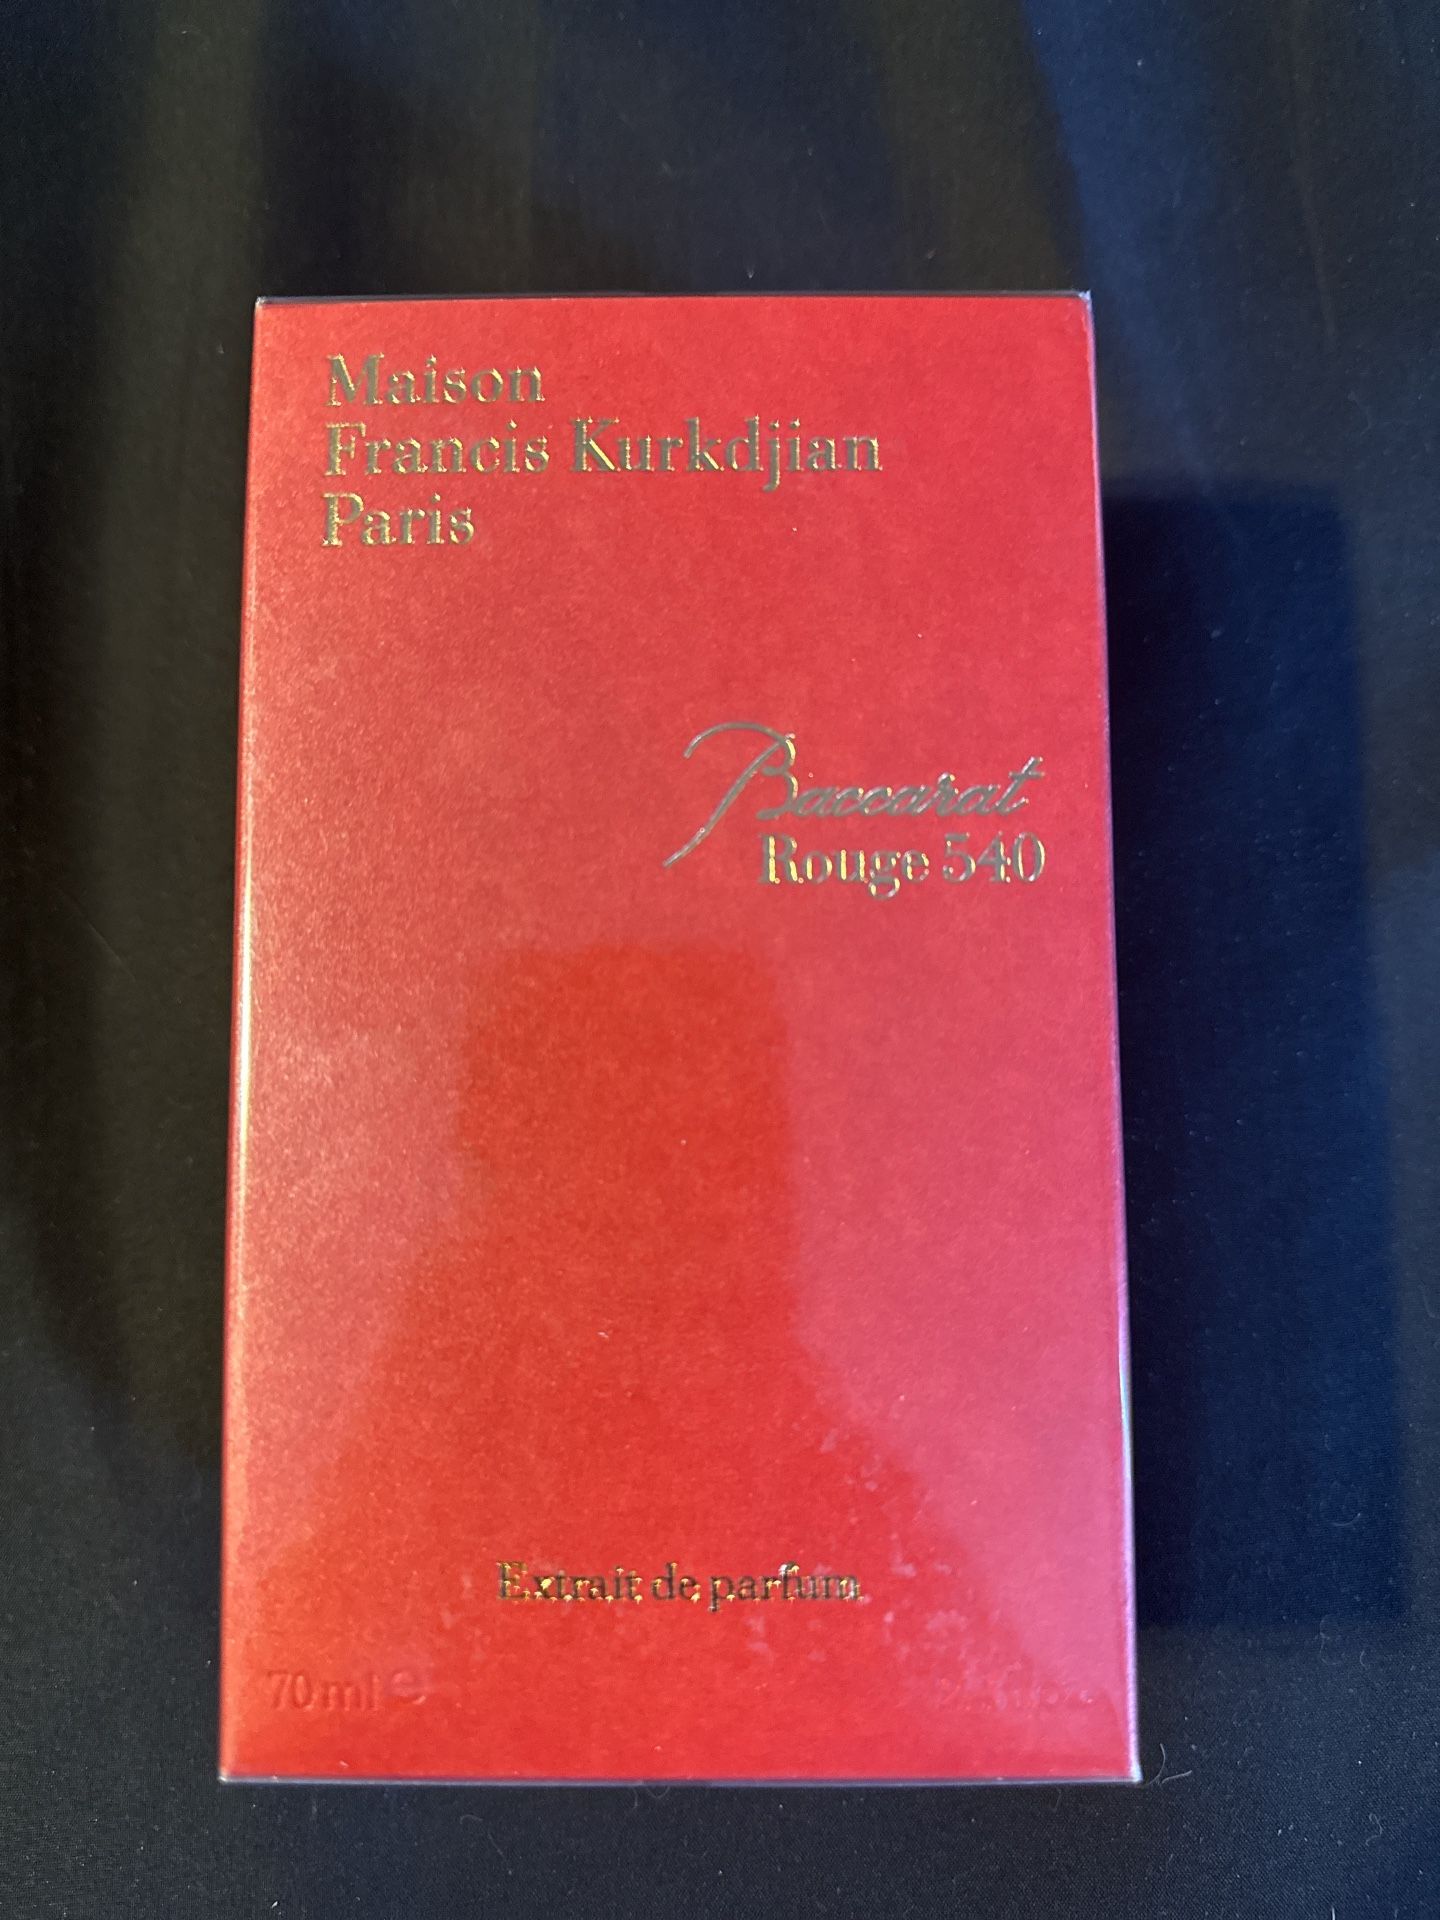 Maison
Francis Kurkdjian
Paris
Baccarat
Rouge 540
Extrait de parfum
70 ml ℮